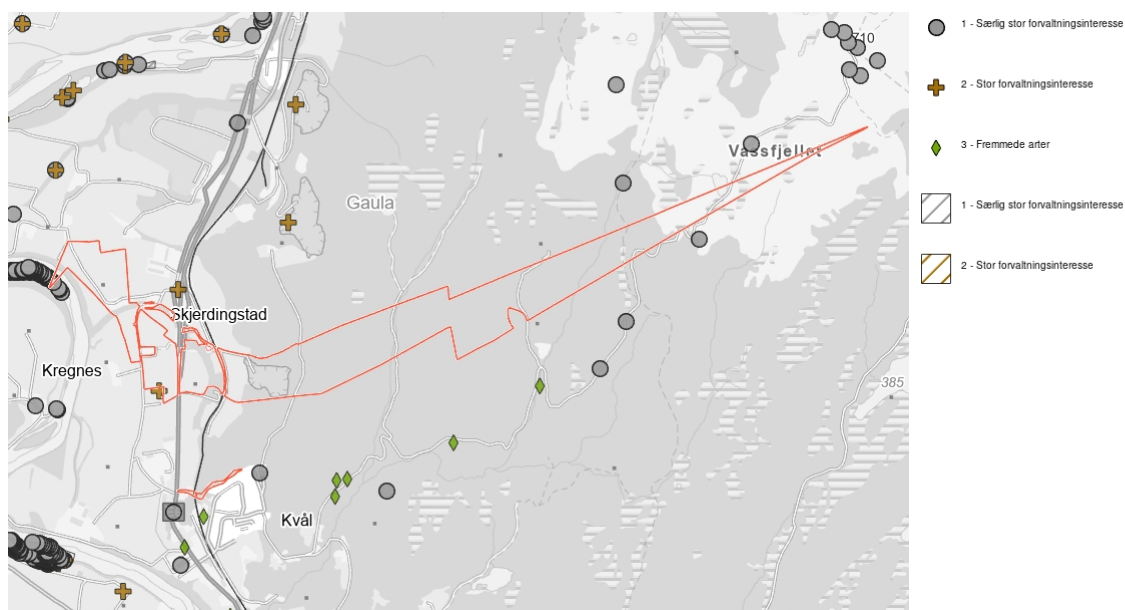 710
Vassfjellet
Gaula
Skjerdingstad
Kregnes
385
Kvål
1 - Særlig stor forvaltningsinteresse
2 - Stor forvaltningsinteresse
3 - Fremmede arter
1 - Særlig stor forvaltningsinteresse
2 - Stor forvaltningsinteresse